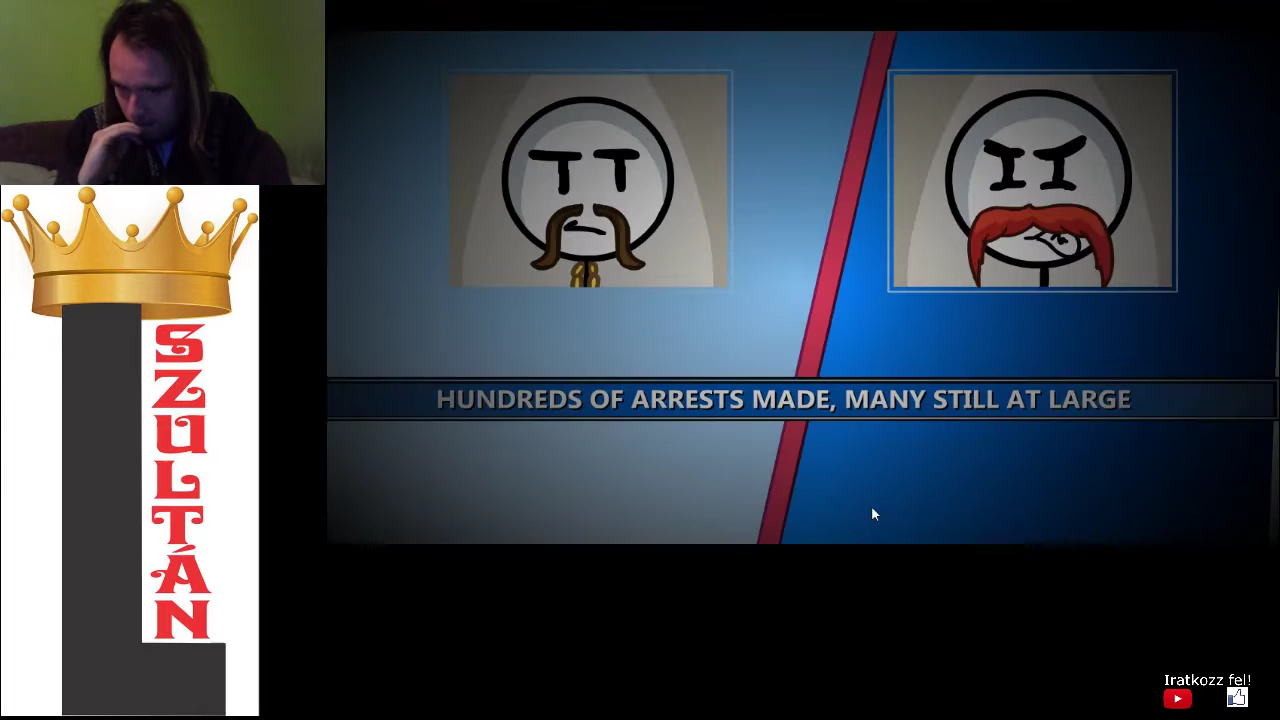 HUNDREDS OF ARRESTS MADE, MANY STILL AT LARGE
L
SZULTÁN
Iratkozz fel!